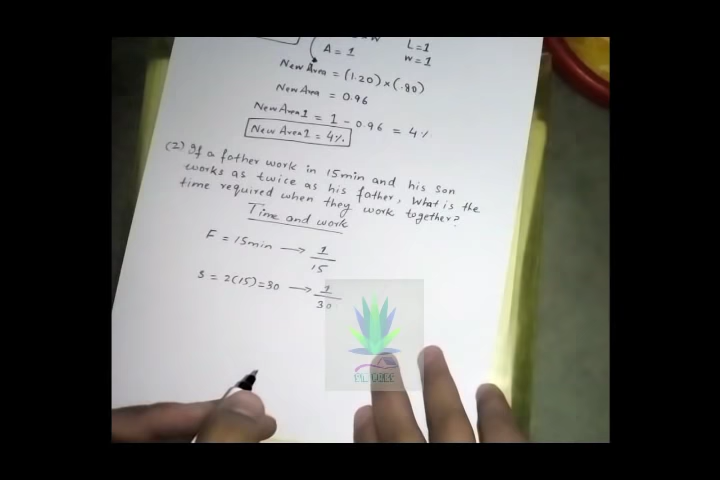 A = 1
L = 1
W = 1
New Area = (1.20) × (.80)
New Area = 0.96
New Area1 = 1 - 0.96 = 4%
New Area1 = 4%.
(2) If a father work in 15min and his son
works as twice as his father, What is the
time required when they work together?
Time and work
F = 15min → 1/15
S = 2(15) = 30 → 1/30